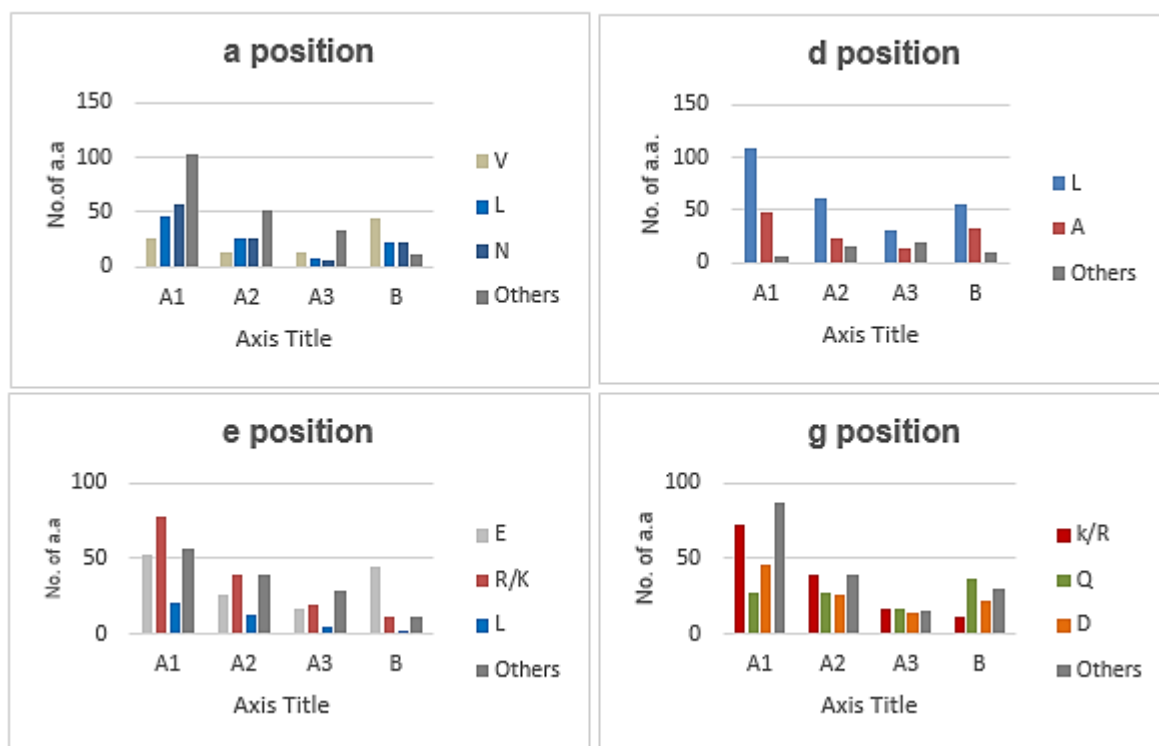 a position
150
100
50
0
No.of a.a
A1 A2 A3 B
Axis Title
V
L
N
Others
d position
150
100
50
0
No. of a.a.
A1 A2 A3 B
Axis Title
L
A
Others
e position
100
50
0
No. of a.a
A1 A2 A3 B
Axis Title
E
R/K
L
Others
g position
100
50
0
No. of a.a
A1 A2 A3 B
Axis Title
k/R
Q
D
Others